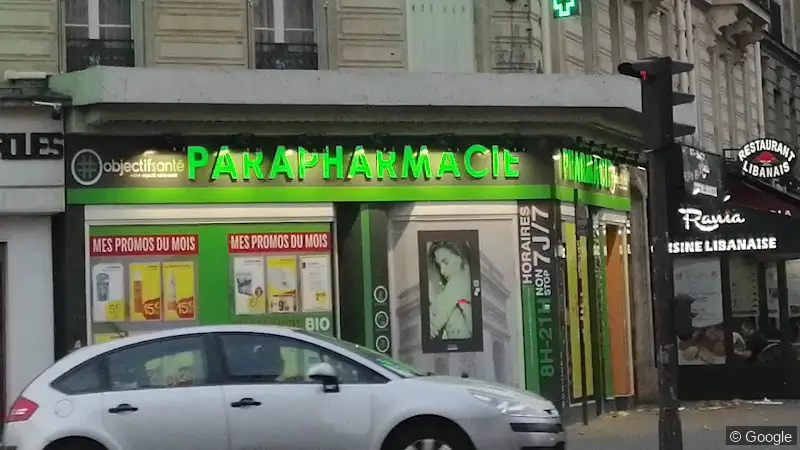 objectifsanté
PARAPHARMACIE
MES PROMOS DU MOIS
MES PROMOS DU MOIS
BIO
HORAIRES
NON STOP
7J/7
8H-21H
RESTAURANT
LIBANAIS
Rania
CUISINE LIBANAISE
© Google